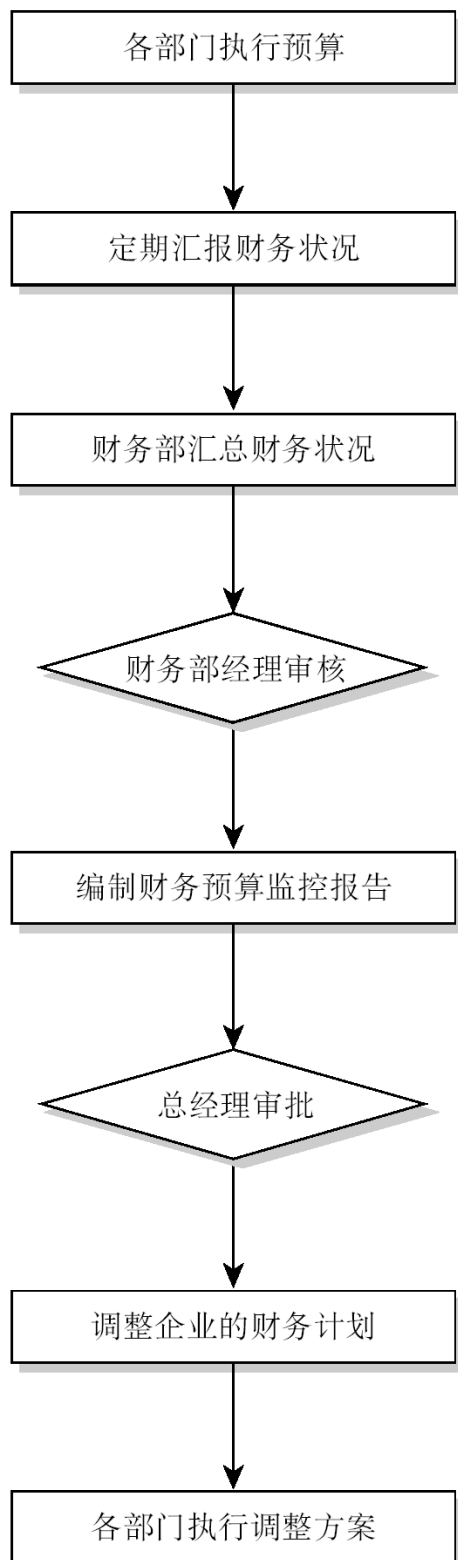 各部门执行预算
定期汇报财务状况
财务部汇总财务状况
财务部经理审核
编制财务预算监控报告
总经理审批
调整企业的财务计划
各部门执行调整方案